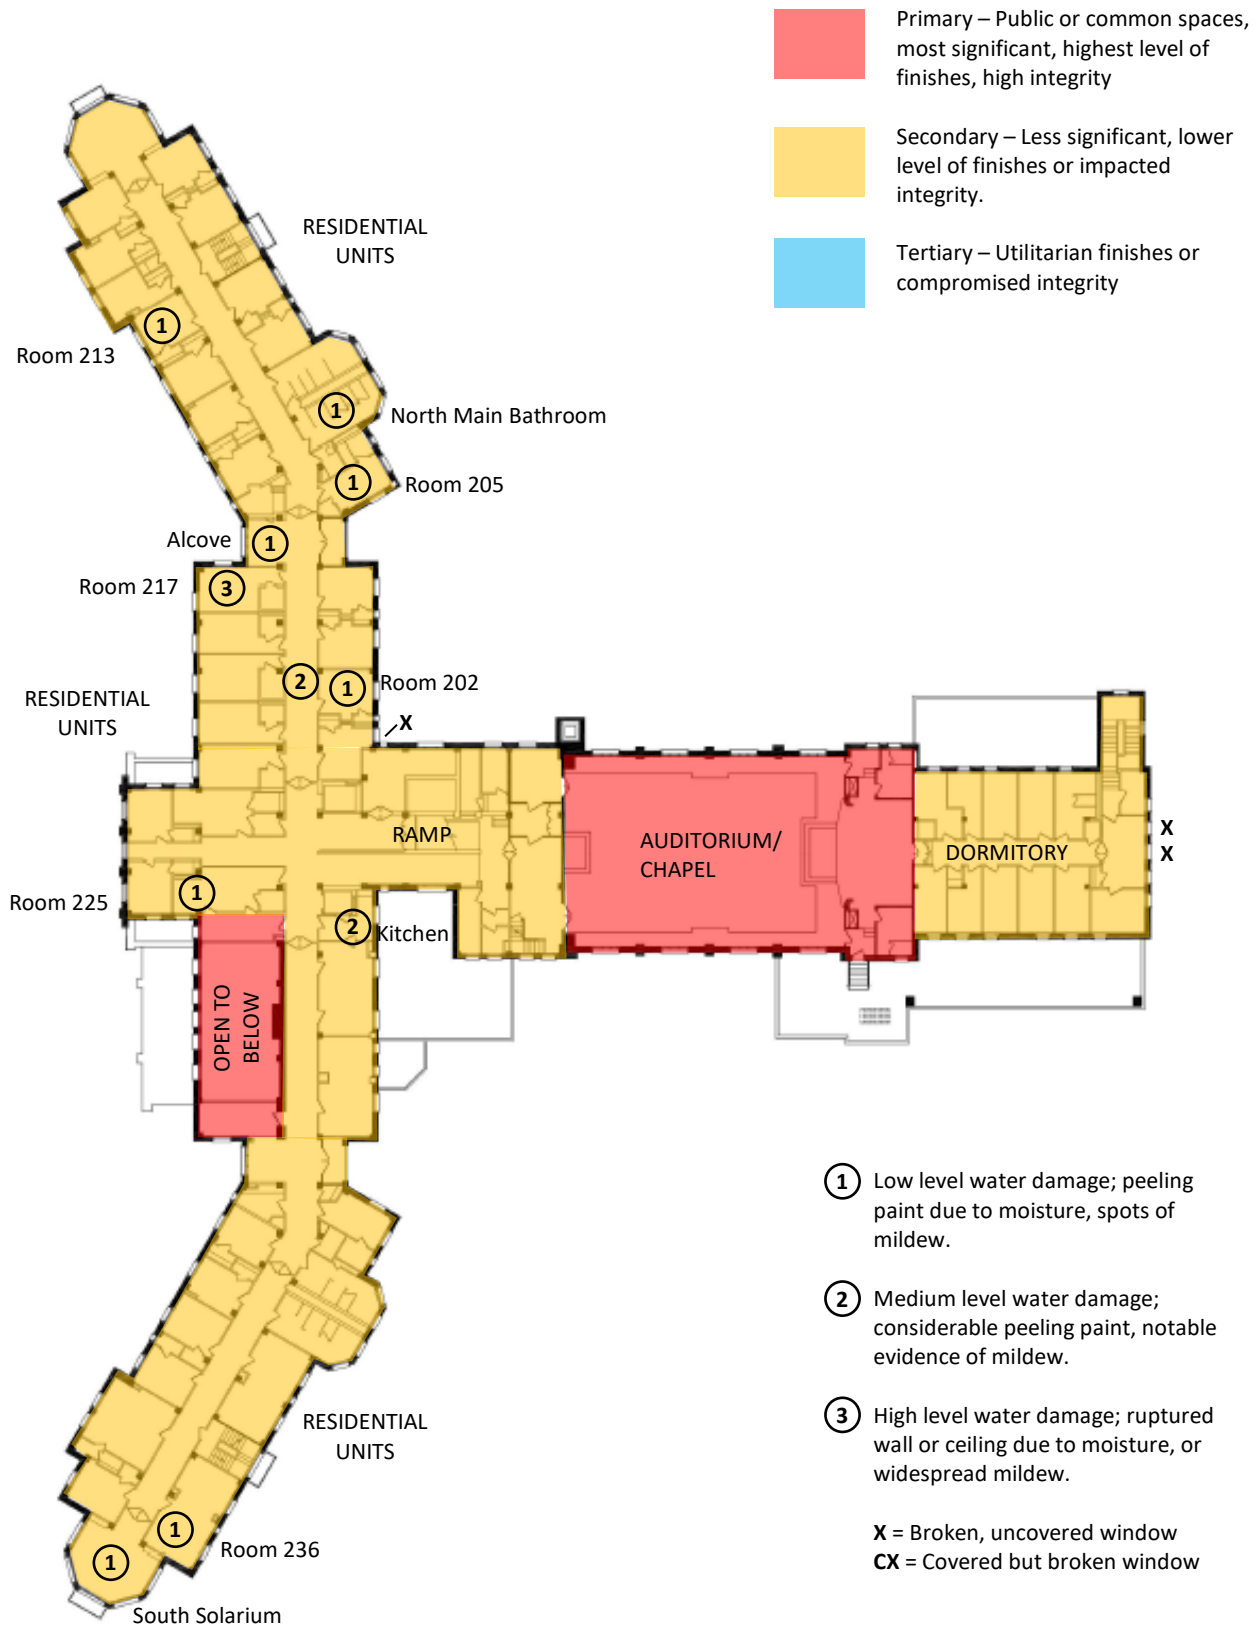 Primary – Public or common spaces,
most significant, highest level of
finishes, high integrity
Secondary – Less significant, lower
level of finishes or impacted
integrity.
Tertiary – Utilitarian finishes or
compromised integrity
RESIDENTIAL
UNITS
1
Room 213
1
North Main Bathroom
1
Room 205
Alcove
1
Room 217
3
2
1
Room 202
RESIDENTIAL
UNITS
X
RAMP
AUDITORIUM/
CHAPEL
DORMITORY
X
X
Room 225
1
2
Kitchen
OPEN TO
BELOW
1 Low level water damage; peeling
paint due to moisture, spots of
mildew.
2 Medium level water damage;
considerable peeling paint, notable
evidence of mildew.
3 High level water damage; ruptured
wall or ceiling due to moisture, or
widespread mildew.
X = Broken, uncovered window
CX = Covered but broken window
RESIDENTIAL
UNITS
1
Room 236
1
South Solarium